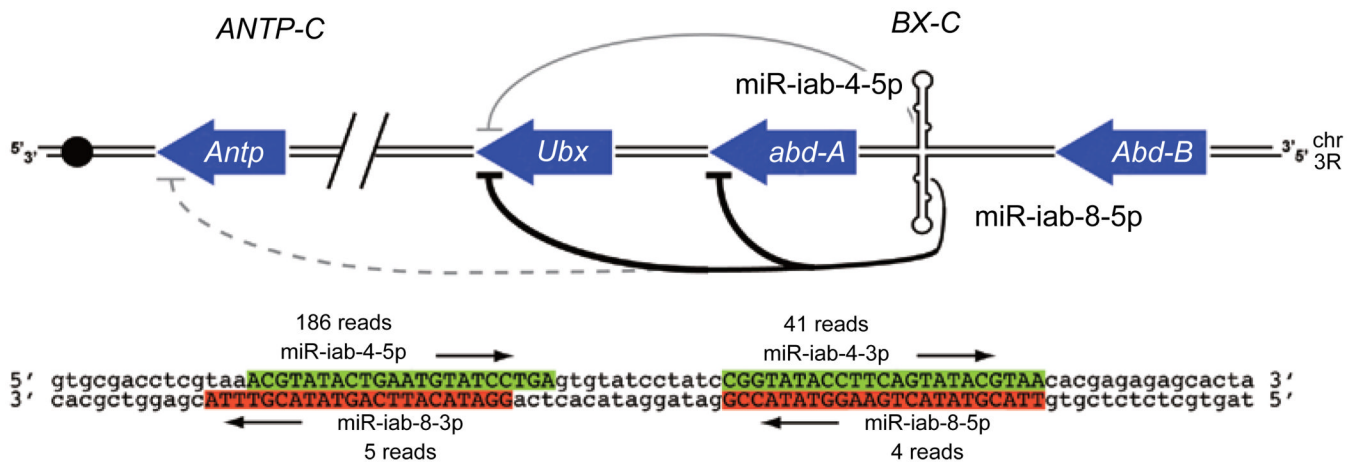 ANTP-C BX-C
miR-iab-4-5p
5' 3' Antp Ubx abd-A Abd-B 3' 5' chr 3R
miR-iab-8-5p
186 reads 41 reads
miR-iab-4-5p miR-iab-4-3p
5' gtgcgacctcgtaaACGTATACTGAATGTATCCTGAgtgtatcctatcCGGTATACCTTCAGTATACGTAAcacgagagagcacta 3'
3' cacgctggagcATTTGCATATGACTTACATAGGactcacataggatagGCCATATGGAAGTCATATGCATTgtgctctctcgtgat 5'
miR-iab-8-3p miR-iab-8-5p
5 reads 4 reads